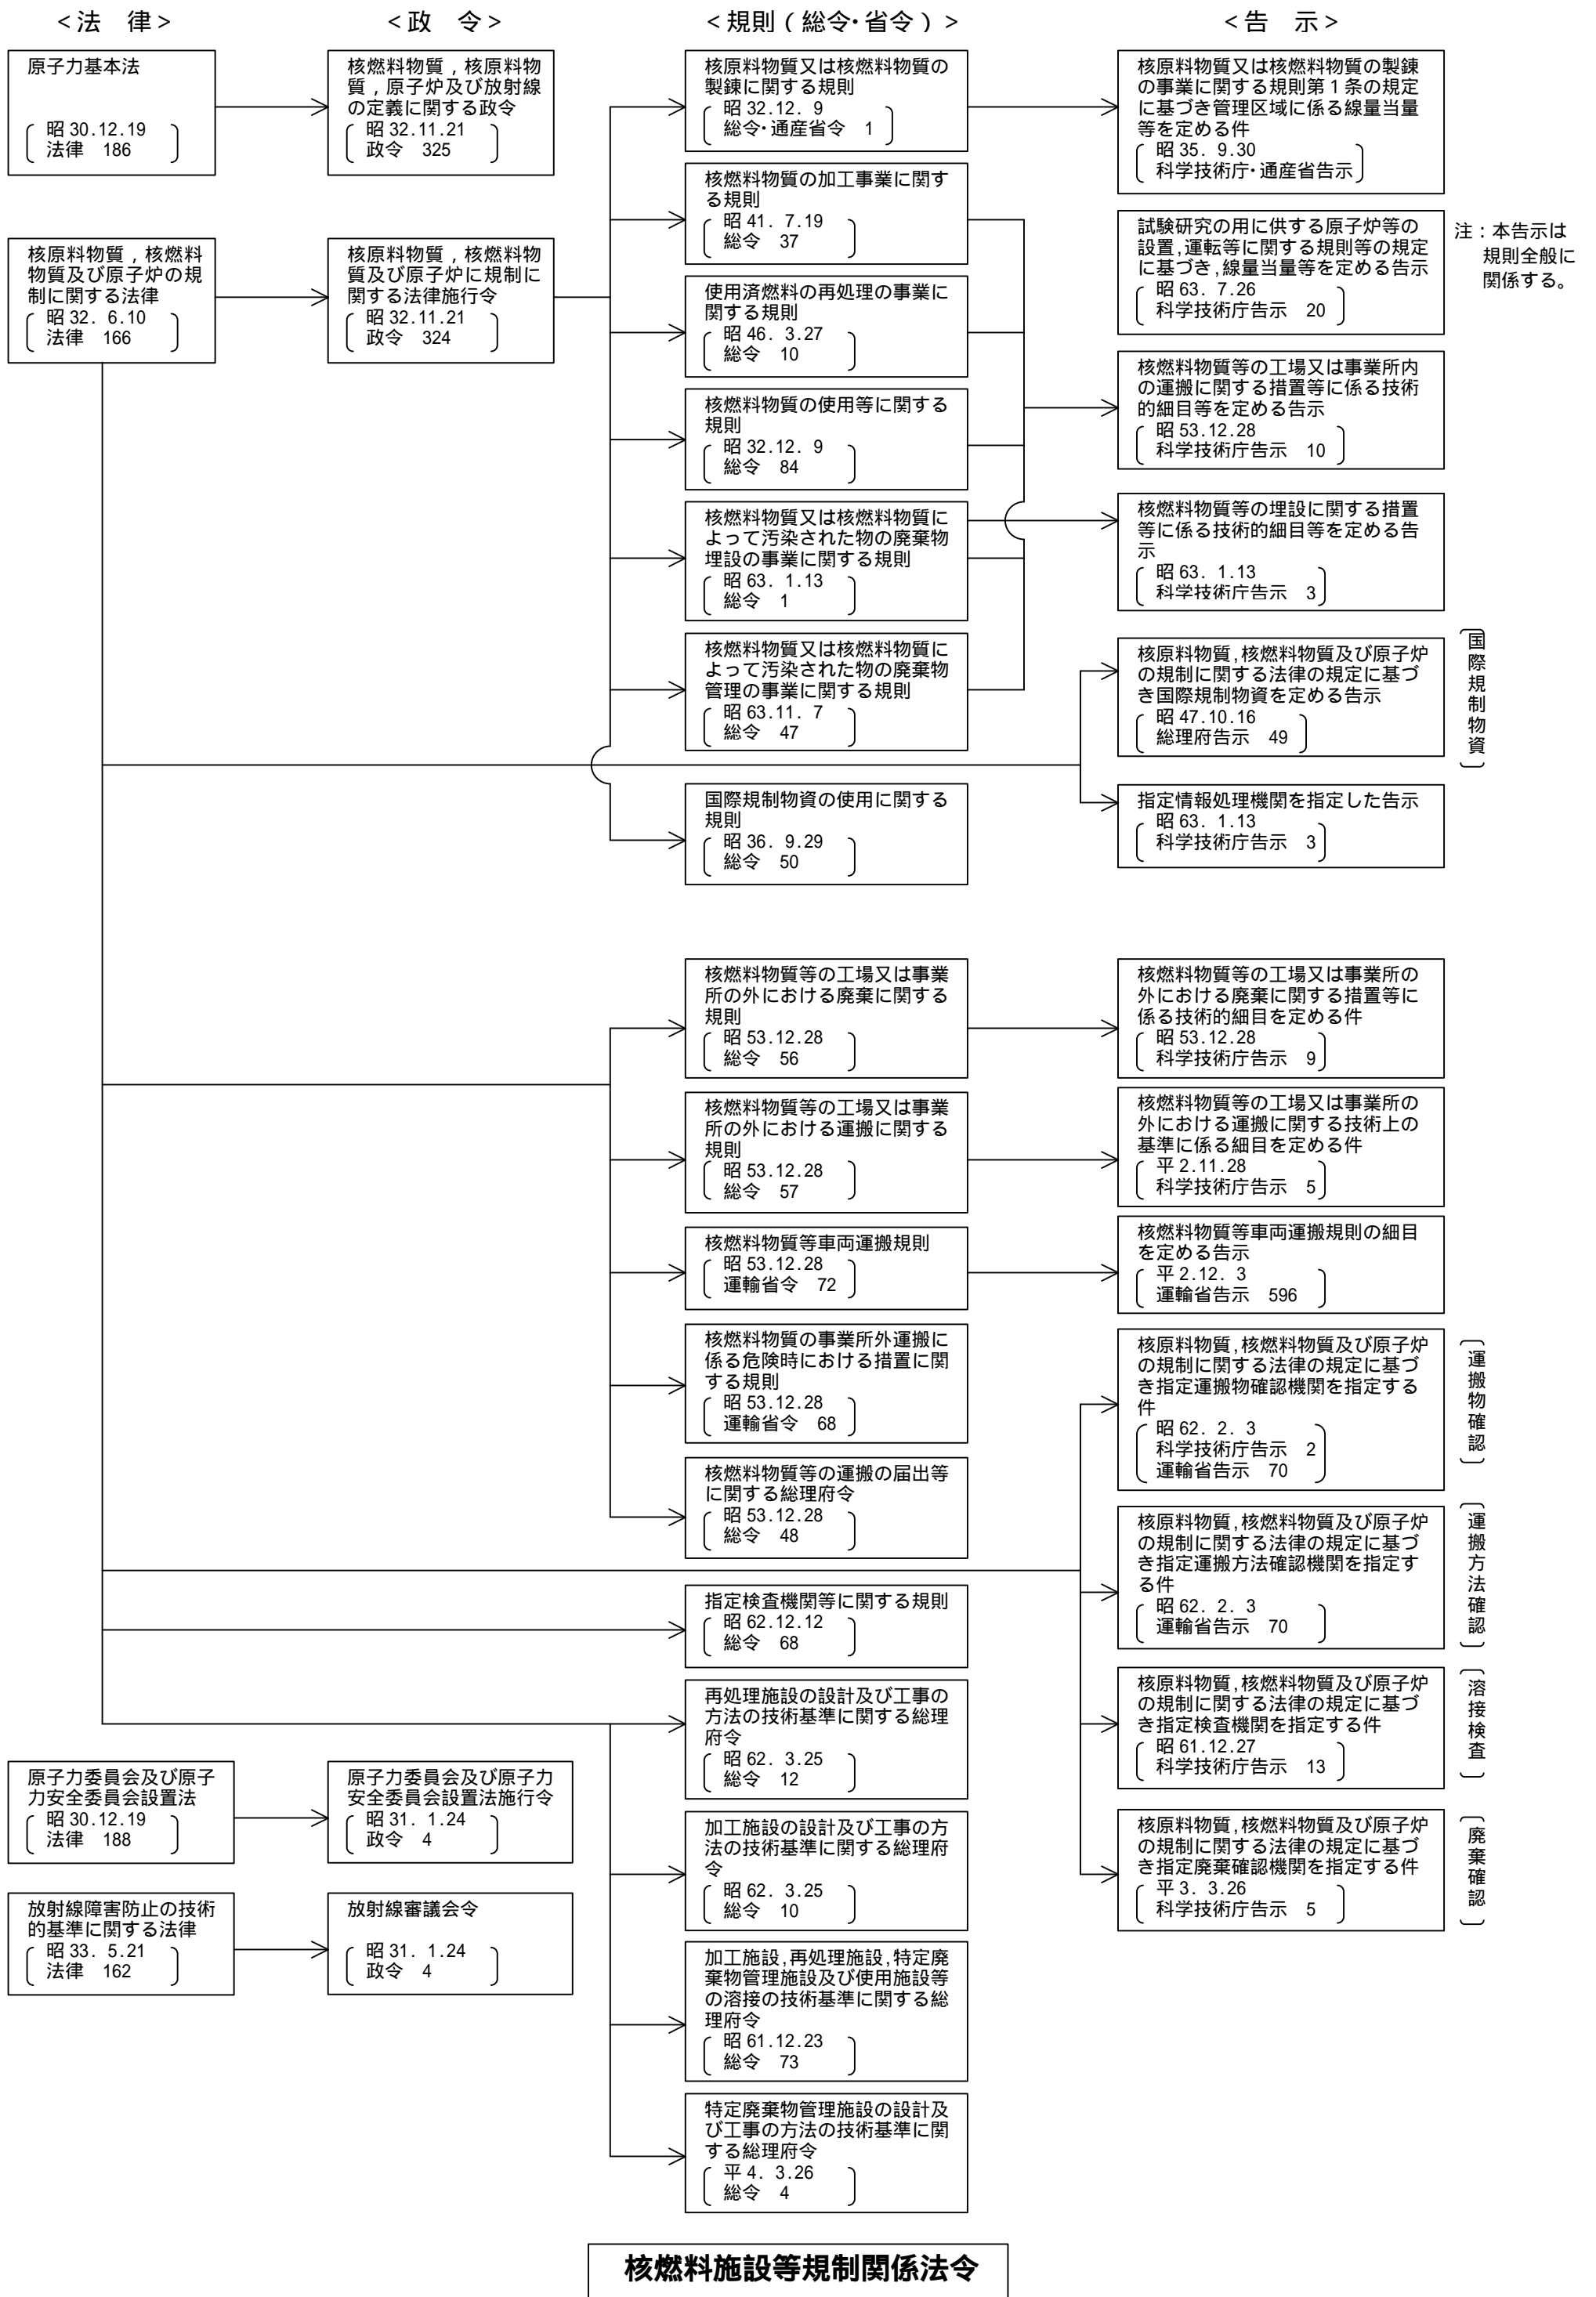 <法　律>
<政　令>
<規則（総令･省令）>
<告　示>
原子力基本法
昭 30.12.19
法律　186
核燃料物質，核原料物
質，原子炉及び放射線
の定義に関する政令
昭 32.11.21
政令　325
核原料物質又は核燃料物質の
製錬に関する規則
昭 32.12. 9
総令･通産省令　1
核原料物質又は核燃料物質の製錬
の事業に関する規則第１条の規定
に基づき管理区域に係る線量当量
等を定める件
昭 35. 9.30
科学技術庁･通産省告示
核燃料物質の加工事業に関す
る規則
昭 41. 7.19
総令　37
試験研究の用に供する原子炉等の
設置,運転等に関する規則等の規定
に基づき,線量当量等を定める告示
昭 63. 7.26
科学技術庁告示　20
注：本告示は
規則全般に
関係する。
核原料物質，核燃料
物質及び原子炉の規
制に関する法律
昭 32. 6.10
法律　166
核原料物質，核燃料物
質及び原子炉に規制に
関する法律施行令
昭 32.11.21
政令　324
使用済燃料の再処理の事業に
関する規則
昭 46. 3.27
総令　10
核燃料物質等の工場又は事業所内
の運搬に関する措置等に係る技術
的細目等を定める告示
昭 53.12.28
科学技術庁告示　10
核燃料物質の使用等に関する
規則
昭 32.12. 9
総令　84
核燃料物質又は核燃料物質に
よって汚染された物の廃棄物
埋設の事業に関する規則
昭 63. 1.13
総令　1
核燃料物質等の埋設に関する措置
等に係る技術的細目等を定める告
示
昭 63. 1.13
科学技術庁告示　3
核燃料物質又は核燃料物質に
よって汚染された物の廃棄物
管理の事業に関する規則
昭 63.11. 7
総令　47
核原料物質,核燃料物質及び原子炉
の規制に関する法律の規定に基づ
き国際規制物資を定める告示
昭 47.10.16
総理府告示　49
国際規制物資
国際規制物資の使用に関する
規則
昭 36. 9.29
総令　50
指定情報処理機関を指定した告示
昭 63. 1.13
科学技術庁告示　3
核燃料物質等の工場又は事業
所の外における廃棄に関する
規則
昭 53.12.28
総令　56
核燃料物質等の工場又は事業所の
外における廃棄に関する措置等に
係る技術的細目を定める件
昭 53.12.28
科学技術庁告示　9
核燃料物質等の工場又は事業
所の外における運搬に関する
規則
昭 53.12.28
総令　57
核燃料物質等の工場又は事業所の
外における運搬に関する技術上の
基準に係る細目を定める件
平 2.11.28
科学技術庁告示　5
核燃料物質等車両運搬規則
昭 53.12.28
運輸省令　72
核燃料物質等車両運搬規則の細目
を定める告示
平 2.12. 3
運輸省告示　596
核燃料物質の事業所外運搬に
係る危険時における措置に関
する規則
昭 53.12.28
運輸省令　68
核原料物質,核燃料物質及び原子炉
の規制に関する法律の規定に基づ
き指定運搬物確認機関を指定する
件
昭 62. 2. 3
科学技術庁告示　2
運輸省告示　70
運搬物確認
核燃料物質等の運搬の届出等
に関する総理府令
昭 53.12.28
総令　48
核原料物質,核燃料物質及び原子炉
の規制に関する法律の規定に基づ
き指定運搬方法確認機関を指定す
る件
昭 62. 2. 3
運輸省告示　70
運搬方法確認
指定検査機関等に関する規則
昭 62.12.12
総令　68
再処理施設の設計及び工事の
方法の技術基準に関する総理
府令
昭 62. 3.25
総令　12
核原料物質,核燃料物質及び原子炉
の規制に関する法律の規定に基づ
き指定検査機関を指定する件
昭 61.12.27
科学技術庁告示　13
溶接検査
原子力委員会及び原子
力安全委員会設置法
昭 30.12.19
法律　188
原子力委員会及び原子力
安全委員会設置法施行令
昭 31. 1.24
政令　4
加工施設の設計及び工事の方
法の技術基準に関する総理府
令
昭 62. 3.25
総令　10
核原料物質,核燃料物質及び原子炉
の規制に関する法律の規定に基づ
き指定廃棄確認機関を指定する件
平 3. 3.26
科学技術庁告示　5
廃棄確認
放射線障害防止の技術
的基準に関する法律
昭 33. 5.21
法律　162
放射線審議会令
昭 31. 1.24
政令　4
加工施設,再処理施設,特定廃
棄物管理施設及び使用施設等
の溶接の技術基準に関する総
理府令
昭 61.12.23
総令　73
特定廃棄物管理施設の設計及
び工事の方法の技術基準に関
する総理府令
平 4. 3.26
総令　4
核燃料施設等規制関係法令